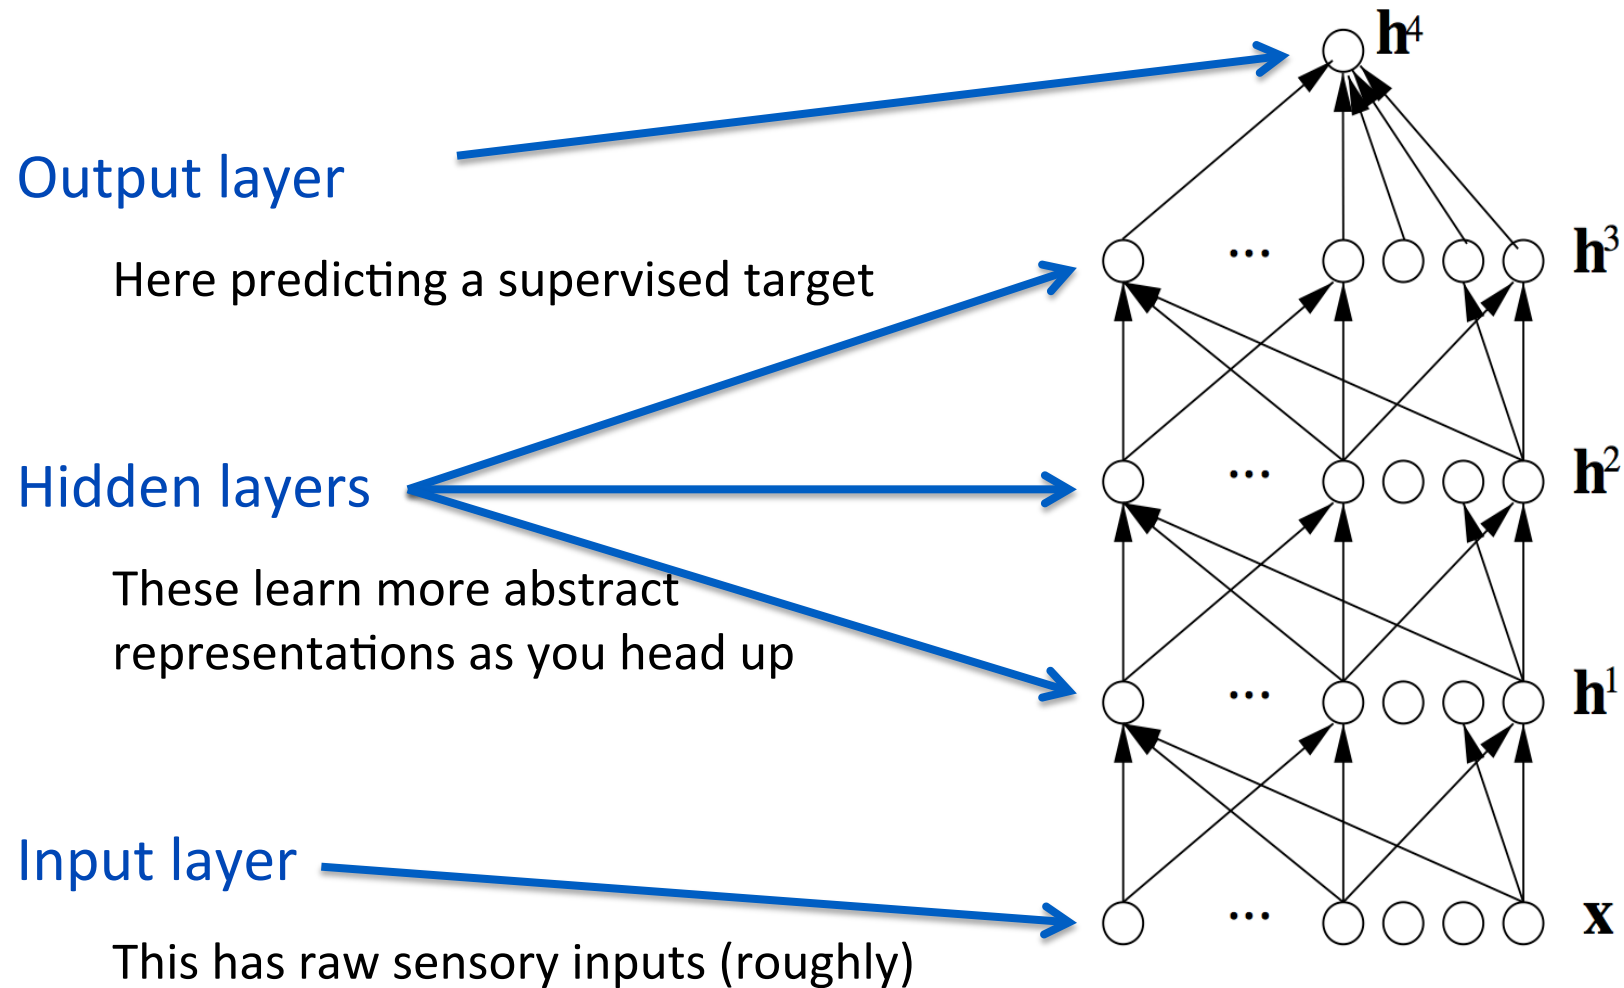 h⁴
Output layer
Here predicting a supervised target
... h³
Hidden layers
... h²
These learn more abstract
representations as you head up
... h¹
Input layer
... x
This has raw sensory inputs (roughly)